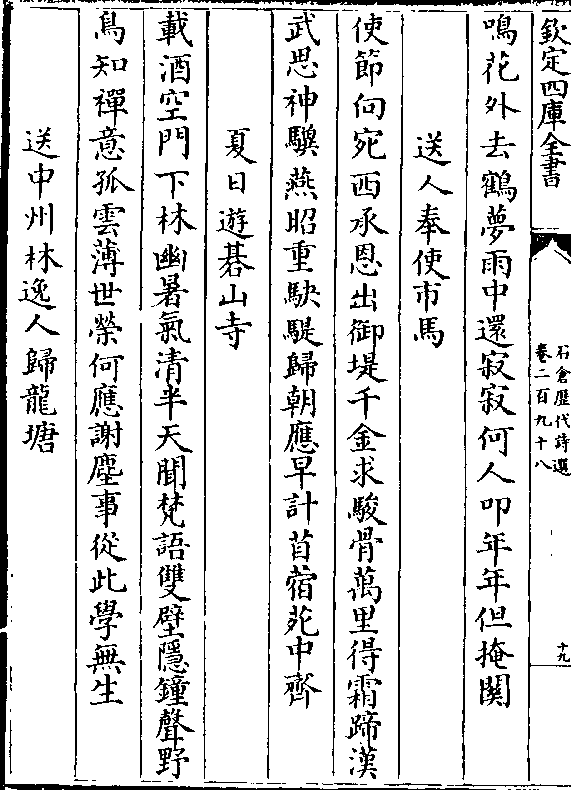 欽定四庫全書
石倉歷代詩選
卷二百九十八
十九
鳴花外去鶴夢雨中還寂寂何人叩年年但掩關
送人奉使市馬
使節向宛西承恩出御堤千金求駿骨萬里得霜蹄漢
武思神驥燕昭重駃騠歸朝應早計苜蓿苑中齊
夏日遊碁山寺
載酒空門下林幽暑氣清半天聞梵語雙壁隱鐘聲野
鳥知禪意孤雲薄世榮何應謝塵事從此學無生
送中州林逸人歸龍塘